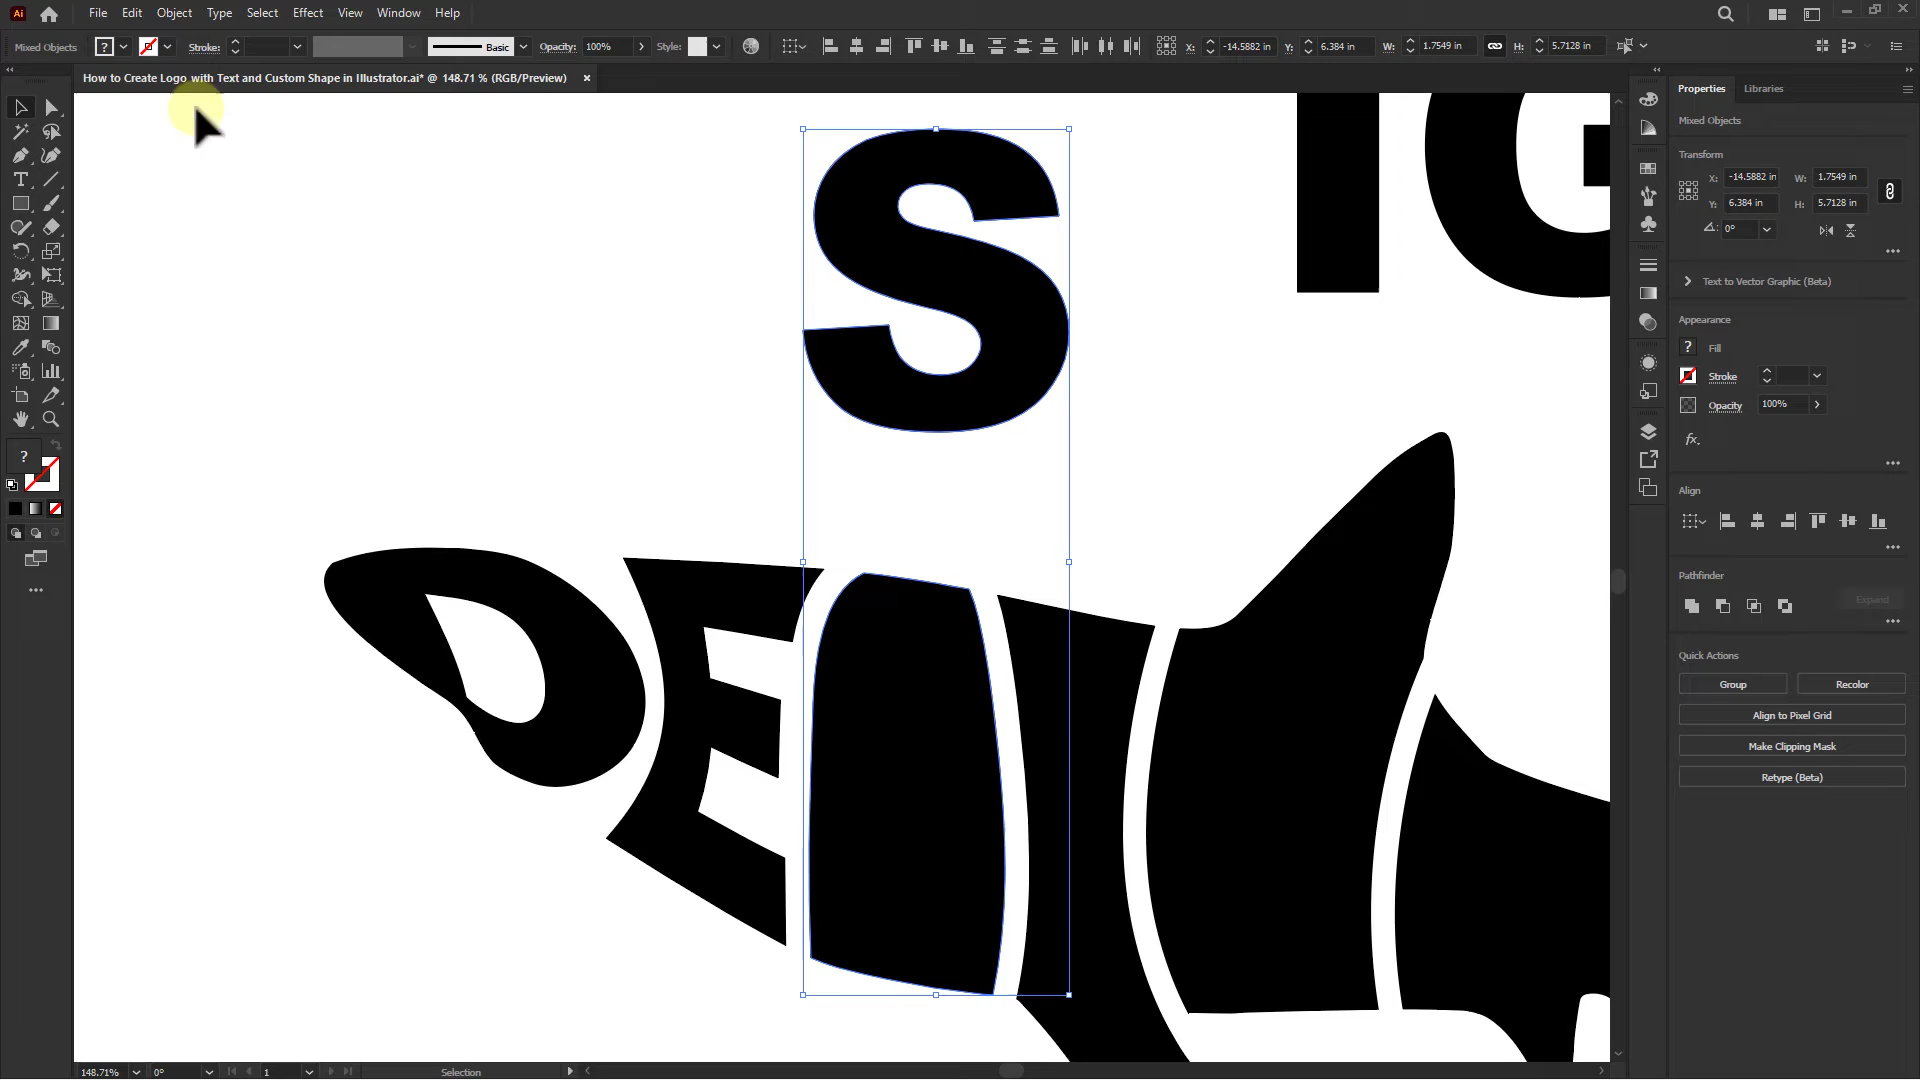 Ai File Edit Object Type Select Effect View Window Help
Mixed Objects ? Stroke: Basic Opacity: 100% Style: X: -14.5882 in Y: 6.384 in W: 1.7549 in H: 5.7128 in
How to Create Logo with Text and Custom Shape in Illustrator.ai* @ 148.71 % (RGB/Preview) ×
Properties Libraries
Mixed Objects
Transform
X: -14.5882 in W: 1.7549 in
Y: 6.384 in H: 5.7128 in
0°
Text to Vector Graphic (Beta)
Appearance
? Fill
Stroke
Opacity 100%
fx.
Align
Pathfinder
Expand
Quick Actions
Group Recolor
Align to Pixel Grid
Make Clipping Mask
Retype (Beta)
?
S
IG
DE
148.71% 0° 1 Selection